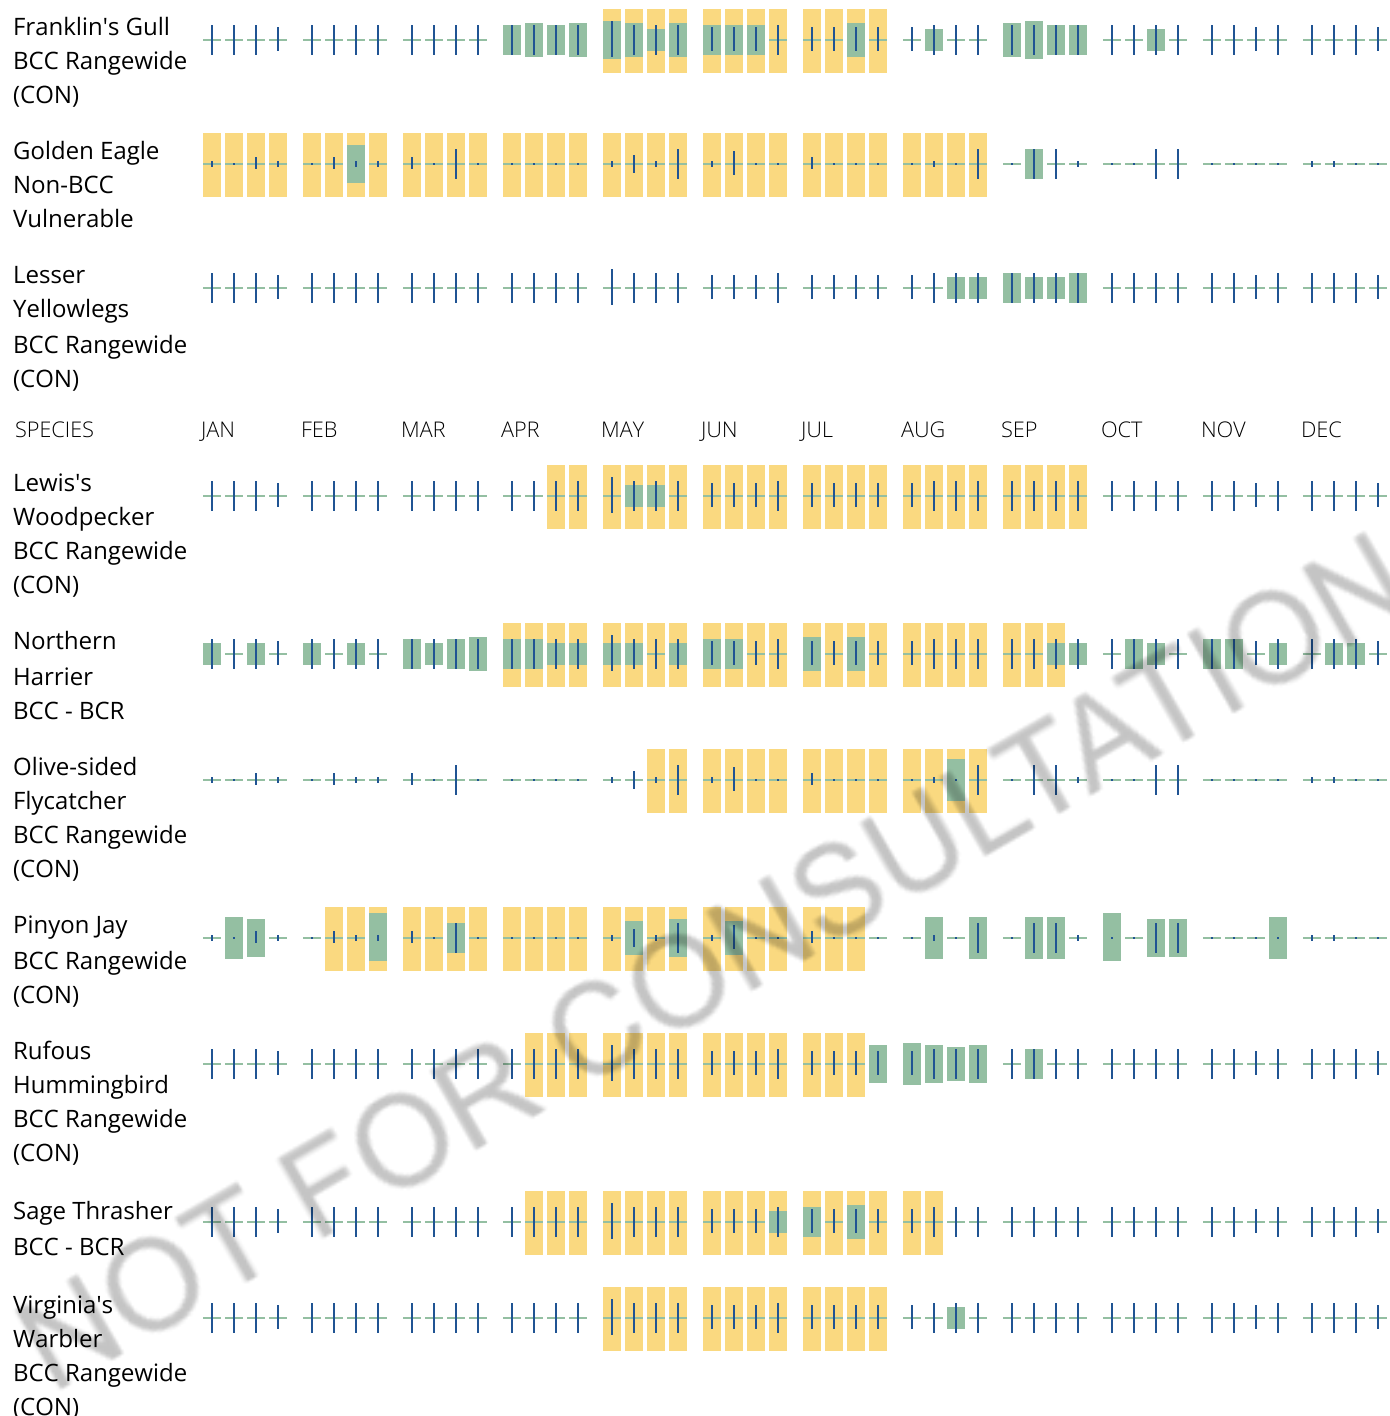 Franklin's Gull
BCC Rangewide
(CON)
Golden Eagle
Non-BCC
Vulnerable
Lesser
Yellowlegs
BCC Rangewide
(CON)
SPECIES JAN FEB MAR APR MAY JUN JUL AUG SEP OCT NOV DEC
Lewis's
Woodpecker
BCC Rangewide
(CON)
Northern
Harrier
BCC - BCR
Olive-sided
Flycatcher
BCC Rangewide
(CON)
Pinyon Jay
BCC Rangewide
(CON)
Rufous
Hummingbird
BCC Rangewide
(CON)
Sage Thrasher
BCC - BCR
Virginia's
Warbler
BCC Rangewide
(CON)
NOT FOR CONSULTATION